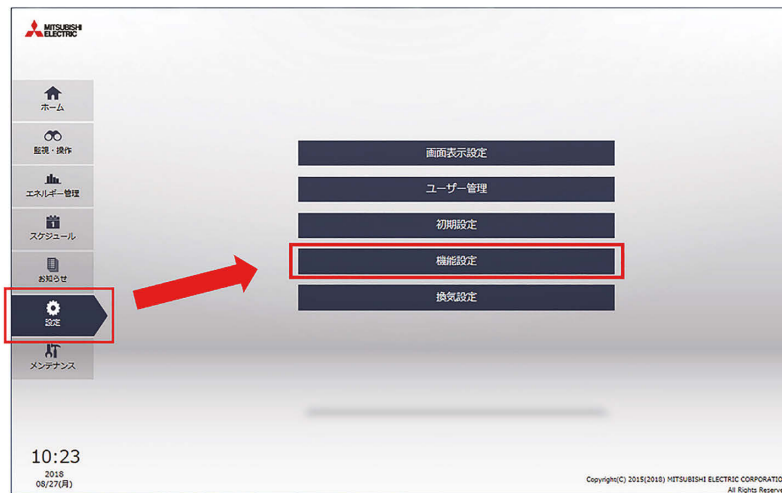 MITSUBISHI
ELECTRIC
ホーム
監視・操作
エネルギー管理
1
スケジュール
お知らせ
設定
メンテナンス
画面表示設定
ユーザー管理
初期設定
機能設定
換気設定
10:23
2018
08/27(月)
Copyright(C) 2015(2018) MITSUBISHI ELECTRIC CORPORATIO
All Rights Reserve